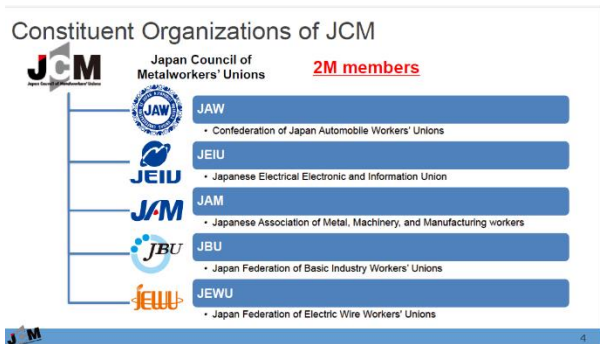 Constituent Organizations of JCM
JCM
Japan Council of Metalworkers' Unions
Japan Council of
Metalworkers' Unions
2M members
JAW
JAW
• Confederation of Japan Automobile Workers' Unions
JEIU
JEIU
• Japanese Electrical Electronic and Information Union
JAM
JAM
• Japanese Association of Metal, Machinery, and Manufacturing workers
JBU
JBU
• Japan Federation of Basic Industry Workers' Unions
jEWU
JEWU
• Japan Federation of Electric Wire Workers' Unions
JCM
4